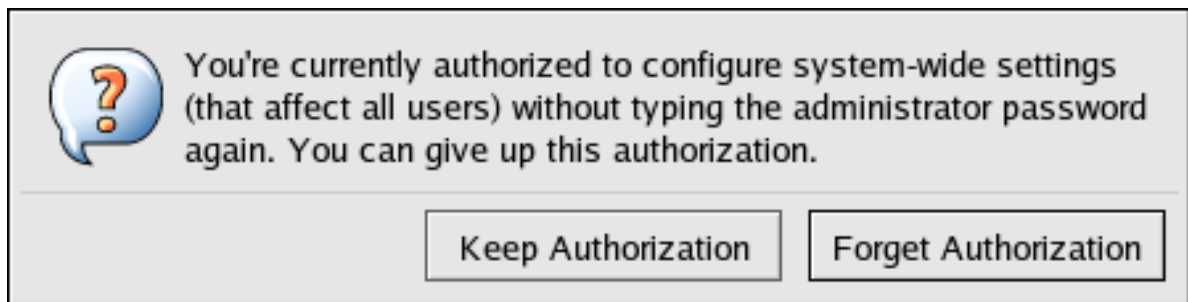 You're currently authorized to configure system-wide settings
(that affect all users) without typing the administrator password
again. You can give up this authorization.
Keep Authorization
Forget Authorization